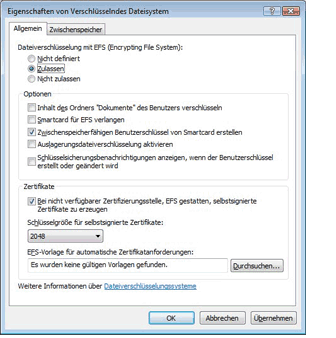 Eigenschaften von Verschlüsselndes Dateisystem
Allgemein Zwischenspeicher
Dateiverschlüsselung mit EFS (Encrypting File System):
Nicht definiert
Zulassen
Nicht zulassen
Optionen
Inhalt des Ordners "Dokumente" des Benutzers verschlüsseln
Smartcard für EFS verlangen
Zwischenspeicherfähigen Benutzerschlüssel von Smartcard erstellen
Auslagerungsdateiverschlüsselung aktivieren
Schlüsselsicherungsbenachrichtigungen anzeigen, wenn der Benutzerschlüssel
erstellt oder geändert wird
Zertifikate
Bei nicht verfügbarer Zertifizierungsstelle, EFS gestatten, selbstsignierte
Zertifikate zu erzeugen
Schlüsselgröße für selbstsignierte Zertifikate:
2048
EFS-Vorlage für automatische Zertifikatanforderungen:
Es wurden keine gültigen Vorlagen gefunden. Durchsuchen...
Weitere Informationen über Dateiverschlüsselungssysteme
OK Abbrechen Übernehmen